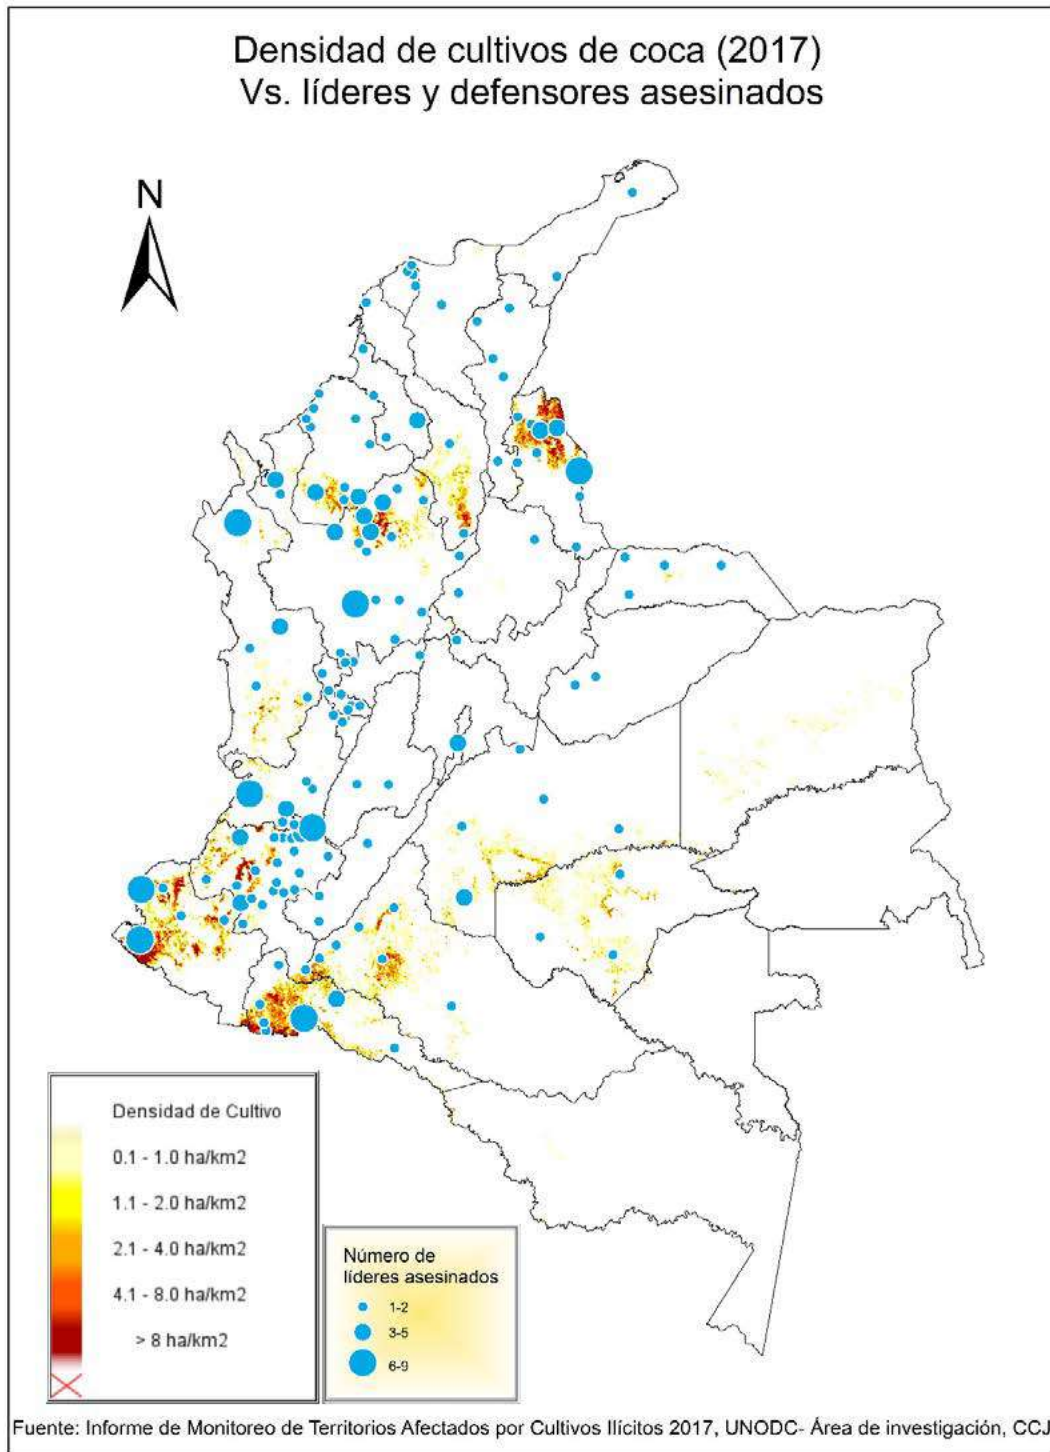 Densidad de cultivos de coca (2017)
Vs. líderes y defensores asesinados
N
Densidad de Cultivo
0.1 - 1.0 ha/km2
1.1 - 2.0 ha/km2
2.1 - 4.0 ha/km2
4.1 - 8.0 ha/km2
> 8 ha/km2
Número de
líderes asesinados
1-2
3-5
6-9
Fuente: Informe de Monitoreo de Territorios Afectados por Cultivos Ilícitos 2017, UNODC- Área de investigación, CCJ